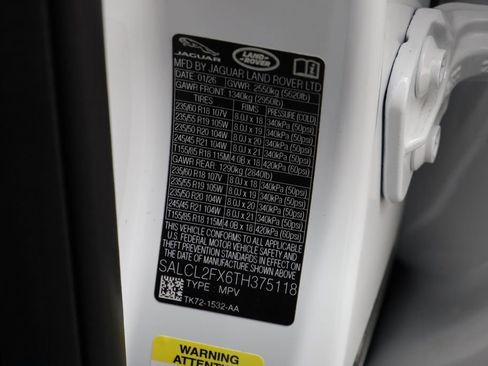 JAGUAR LAND-ROVER
MFD BY JAGUAR LAND ROVER LTD
DATE 01/26 GVWR 2550kg (5620lb)
GAWR FRONT 1340kg (2950lb)
TIRES RIMS PRESSURE (COLD)
235/60 R18 107V 8.0J x 18 340kPa (50psi)
235/55 R19 105W 8.0J x 19 340kPa (50psi)
235/50 R20 104W 8.0J x 20 340kPa (50psi)
245/45 R21 104W 8.0J x 21 340kPa (50psi)
T155/85 R18 115M 4.0B x 18 420kPa (60psi)
GAWR REAR 1290kg (2840lb)
235/60 R18 107V 8.0J x 18 340kPa (50psi)
235/55 R19 105W 8.0J x 19 340kPa (50psi)
235/50 R20 104W 8.0J x 20 340kPa (50psi)
245/45 R21 104W 8.0J x 21 340kPa (50psi)
T155/85 R18 115M 4.0B x 18 420kPa (60psi)
THIS VEHICLE CONFORMS TO ALL APPLICABLE
U.S. FEDERAL MOTOR VEHICLE SAFETY AND
THEFT PREVENTION STANDARDS IN EFFECT ON
THE DATE OF MANUFACTURE SHOWN ABOVE
SALCL2FX6TH375118
TYPE : MPV
TK72-1532-AA
WARNING